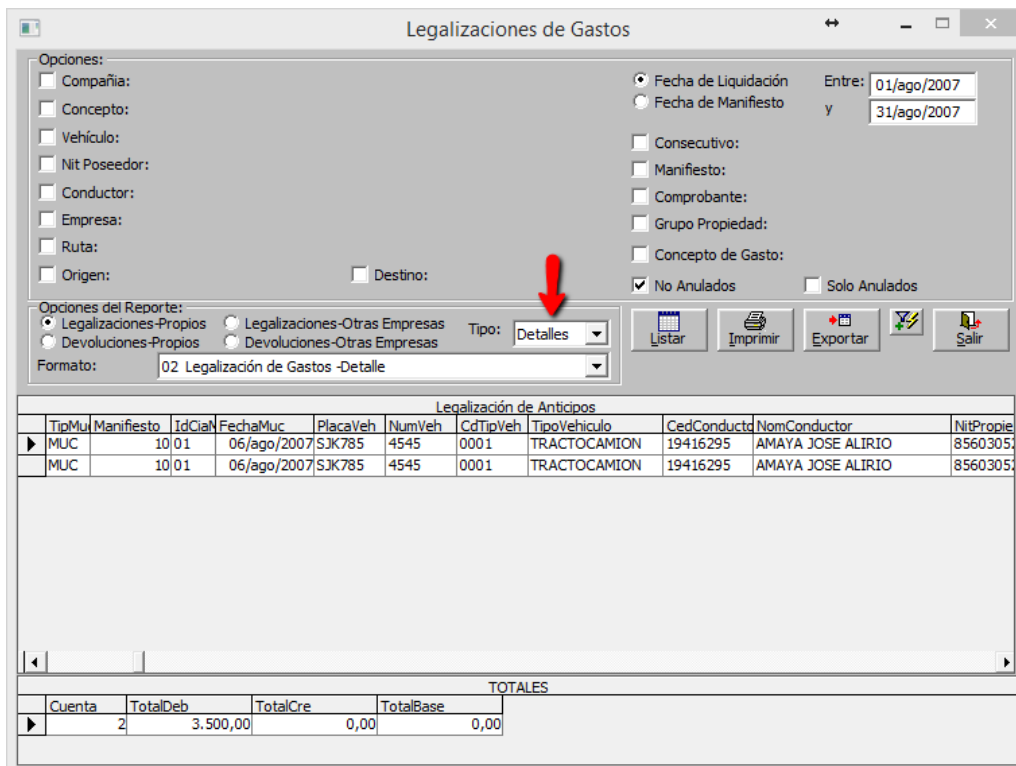 Legalizaciones de Gastos
Opciones:
Compañia:
Concepto:
Vehículo:
Nit Poseedor:
Conductor:
Empresa:
Ruta:
Origen:
Destino:
Fecha de Liquidación
Fecha de Manifiesto
Entre: 01/ago/2007
y 31/ago/2007
Consecutivo:
Manifiesto:
Comprobante:
Grupo Propiedad:
Concepto de Gasto:
No Anulados
Solo Anulados
Opciones del Reporte:
Legalizaciones-Propios Legalizaciones-Otras Empresas
Devoluciones-Propios Devoluciones-Otras Empresas
Tipo: Detalles
Formato: 02 Legalización de Gastos -Detalle
Listar Imprimir Exportar Salir
Legalización de Anticipos
TipMu Manifiesto IdCiaM FechaMuc PlacaVeh NumVeh CdTipVeh TipoVehiculo CedConducto NomConductor NitPropie
MUC 10 01 06/ago/2007 SJK785 4545 0001 TRACTOCAMION 19416295 AMAYA JOSE ALIRIO 8560305
MUC 10 01 06/ago/2007 SJK785 4545 0001 TRACTOCAMION 19416295 AMAYA JOSE ALIRIO 8560305
TOTALES
Cuenta TotalDeb TotalCre TotalBase
2 3.500,00 0,00 0,00